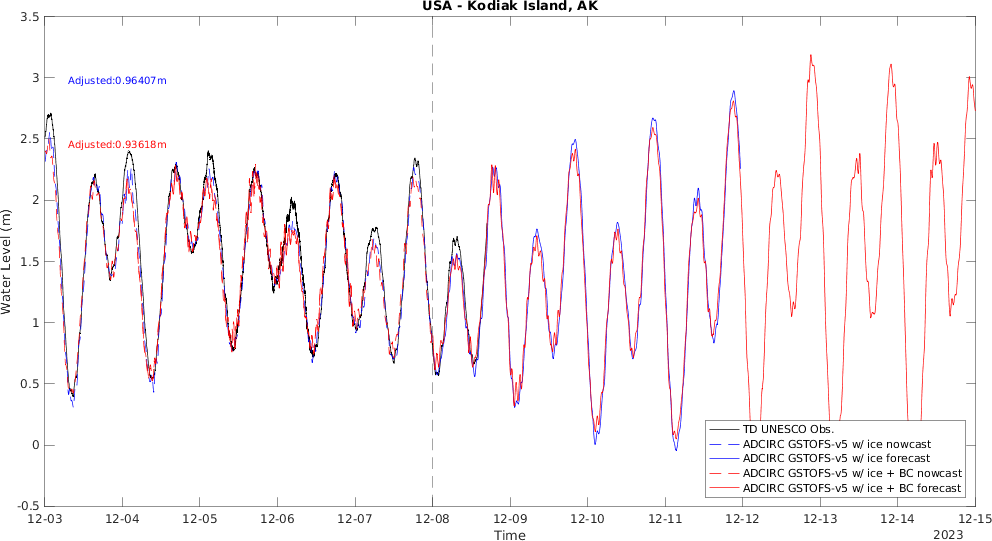 USA - Kodiak Island, AK
3.5
3
2.5
2
1.5
1
0.5
0
-0.5
Water Level (m)
Adjusted:0.96407m
Adjusted:0.93618m
TD UNESCO Obs.
ADCIRC GSTOFS-v5 w/ ice nowcast
ADCIRC GSTOFS-v5 w/ ice forecast
ADCIRC GSTOFS-v5 w/ ice + BC nowcast
ADCIRC GSTOFS-v5 w/ ice + BC forecast
12-03 12-04 12-05 12-06 12-07 12-08 12-09 12-10 12-11 12-12 12-13 12-14 12-15
Time
2023